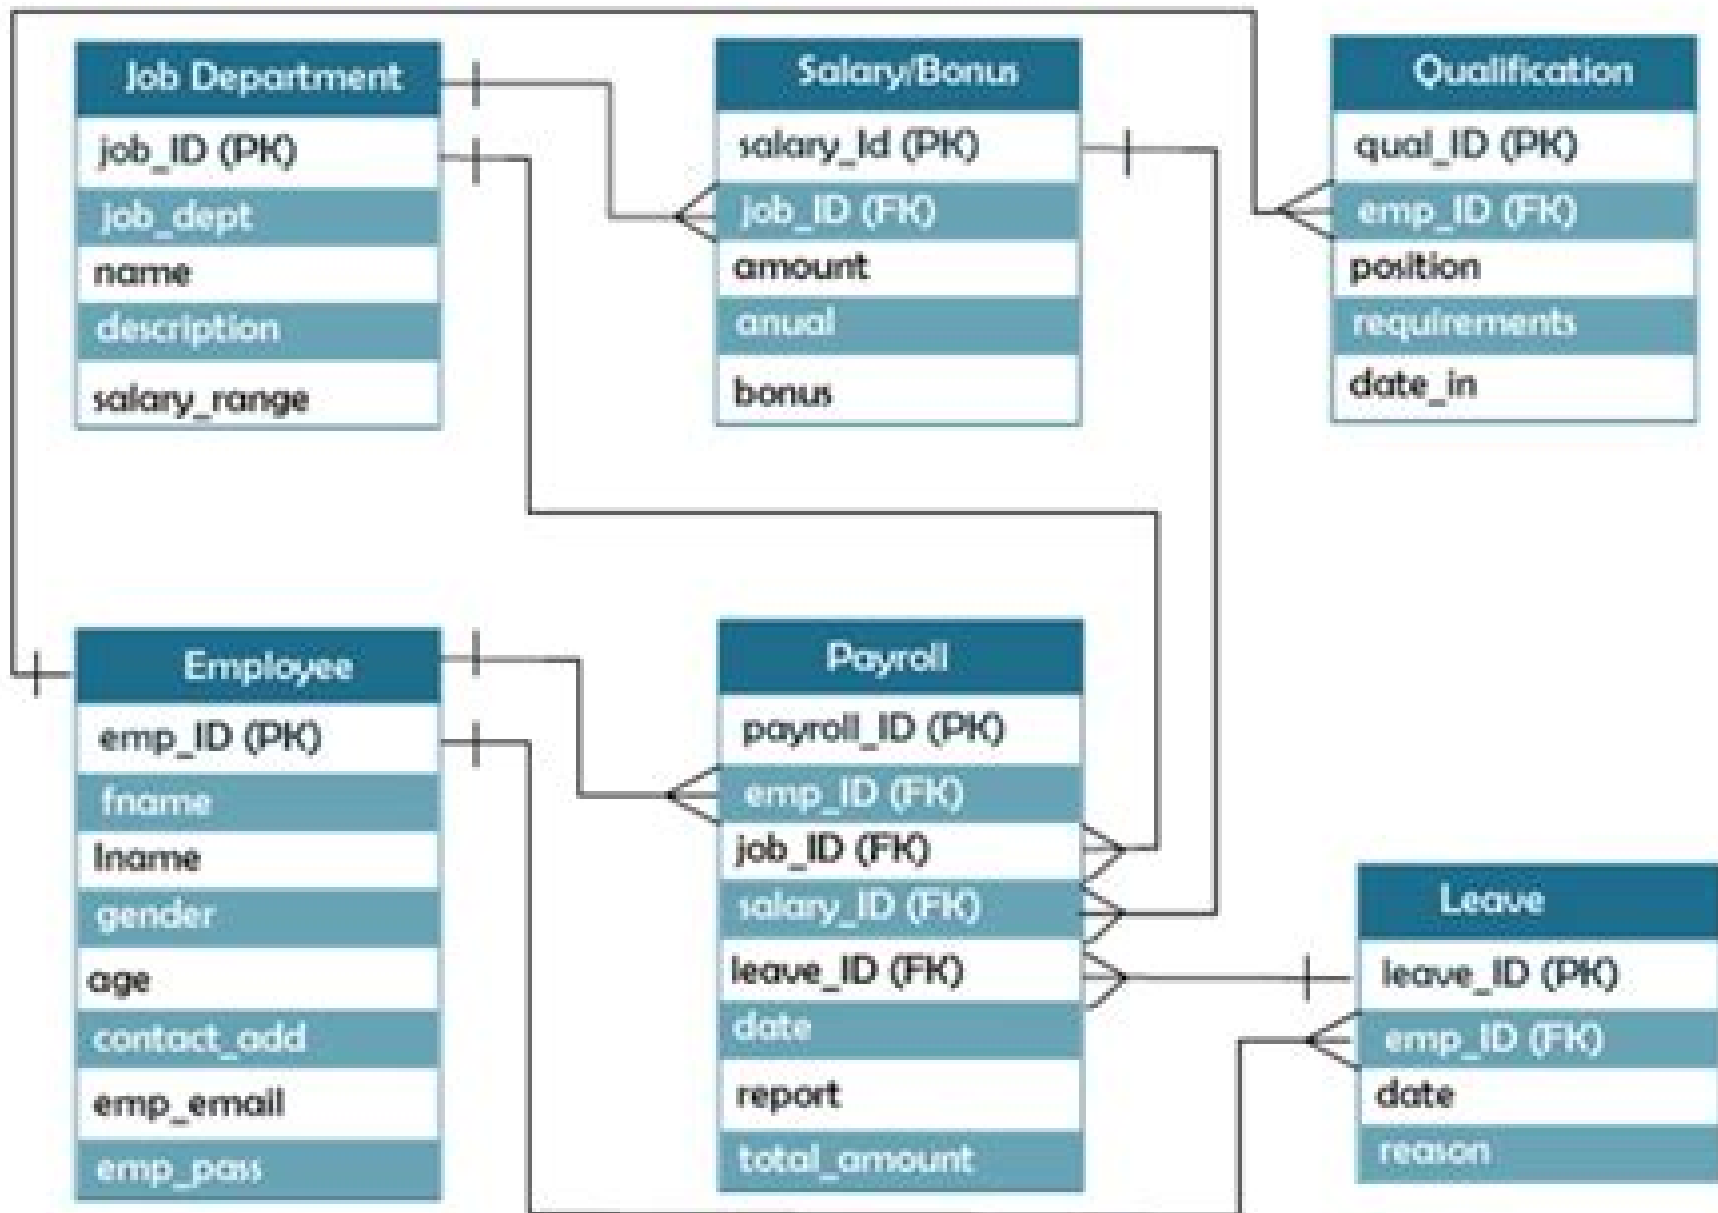 Job Department
job_ID (PK)
job_dept
name
description
salary_range
Salary/Bonus
salary_Id (PK)
job_ID (FK)
amount
anual
bonus
Qualification
qual_ID (PK)
emp_ID (FK)
position
requirements
date_in
Employee
emp_ID (PK)
fname
lname
gender
age
contact_add
emp_email
emp_pass
Payroll
payroll_ID (PK)
emp_ID (FK)
job_ID (FK)
salary_ID (FK)
leave_ID (FK)
date
report
total_amount
Leave
leave_ID (PK)
emp_ID (FK)
date
reason